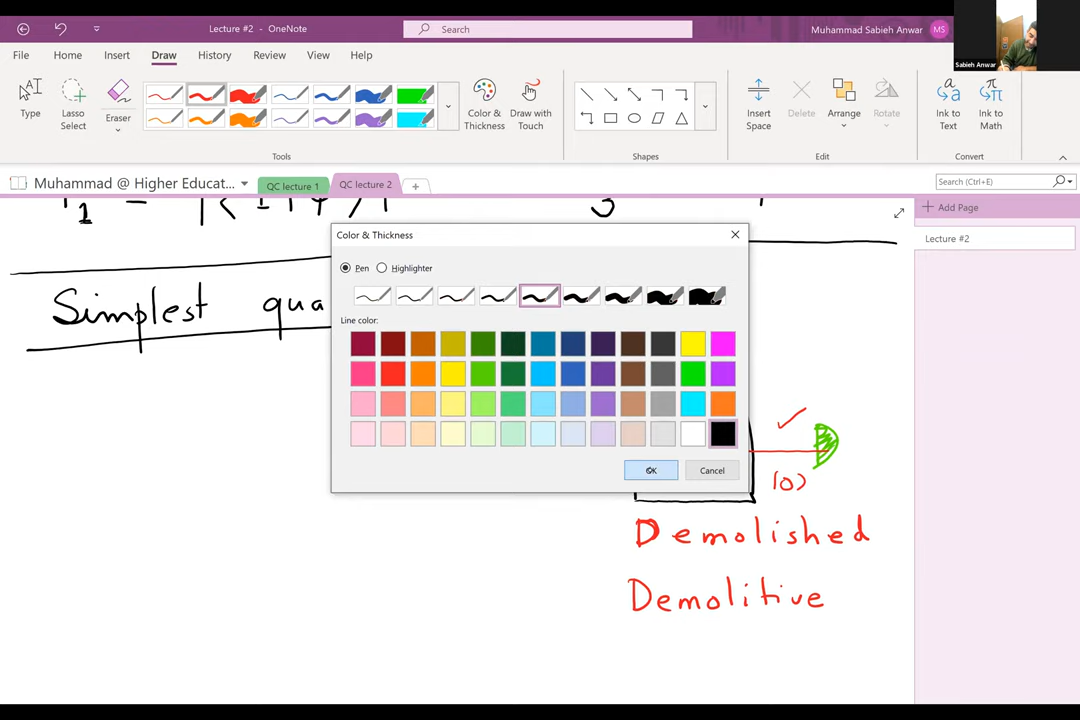 Lecture #2 - OneNote
Search
Muhammad Sabieh Anwar
MS
Sabieh Anwar
File Home Insert Draw History Review View Help
Type
Lasso Select
Eraser
Color & Thickness
Draw with Touch
Insert Space
Delete
Arrange
Rotate
Ink to Text
Ink to Math
Tools
Shapes
Edit
Convert
Muhammad @ Higher Educat...
QC lecture 1
QC lecture 2
Search (Ctrl+E)
Add Page
Lecture #2
Simplest qua
Color & Thickness
Pen
Highlighter
Line color:
OK
Cancel
|0⟩
Demolished
Demolitive